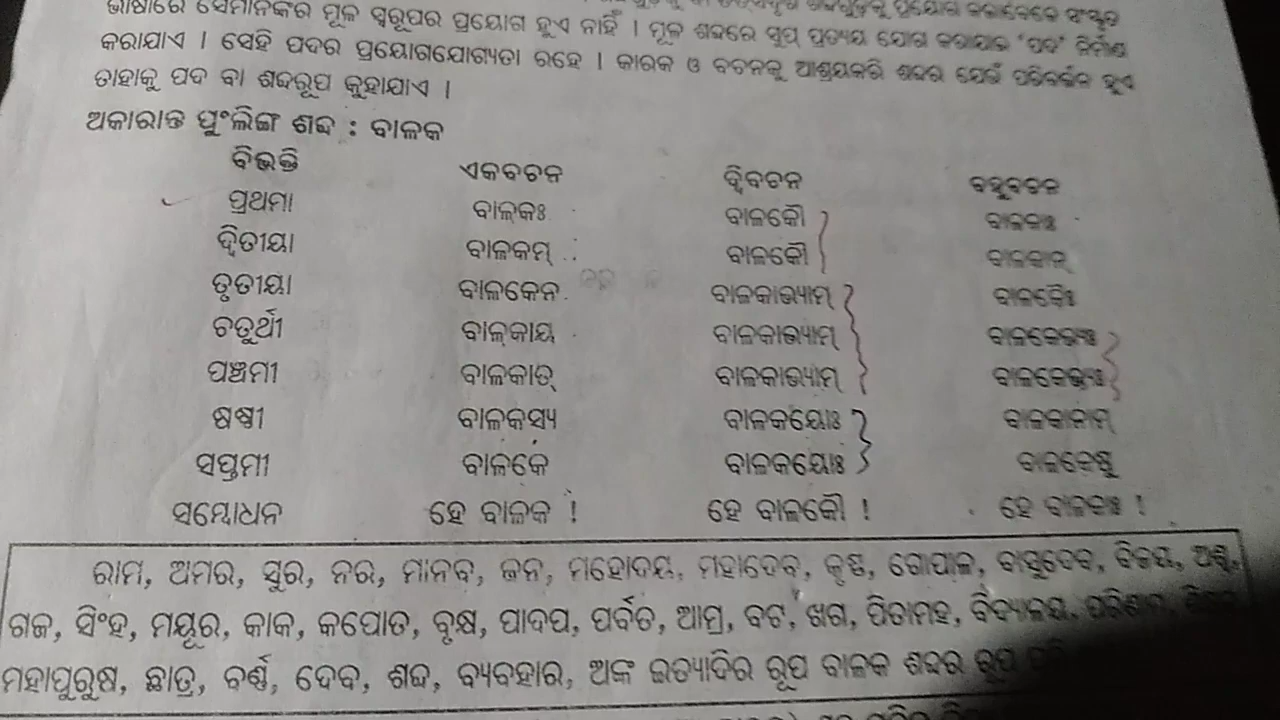 ଭାଷାରେ ସେମାନଙ୍କର ମୂଳ ସ୍ୱରୂପର ପ୍ରୟୋଗ ହୁଏ ନାହିଁ । ମୂଳ ଶବ୍ଦରେ ସୁପ୍ ପ୍ରତ୍ୟୟ ଯୋଗ କରାଯାଇ 'ପଦ' ନିର୍ମାଣ
କରାଯାଏ । ସେହି ପଦର ପ୍ରୟୋଗଯୋଗ୍ୟତା ରହେ । କାରକ ଓ ବଚନକୁ ଆଶ୍ରୟକରି ଶବ୍ଦର ଯେଉଁ ପରିବର୍ତ୍ତନ ହୁଏ
ତାହାକୁ ପଦ ବା ଶବ୍ଦରୂପ କୁହାଯାଏ ।
ଅକାରାନ୍ତ ପୁଂଲିଙ୍ଗ ଶବ୍ଦ : ବାଳକ
ବିଭକ୍ତି ଏକବଚନ ଦ୍ୱିବଚନ ବହୁବଚନ
ପ୍ରଥମା ବାଳକଃ ବାଳକୌ ବାଳକାଃ
ଦ୍ୱିତୀୟା ବାଳକମ୍ ବାଳକୌ ବାଳକାନ୍
ତୃତୀୟା ବାଳକେନ ବାଳକାଭ୍ୟାମ୍ ବାଳକୈଃ
ଚତୁର୍ଥୀ ବାଳକାୟ ବାଳକାଭ୍ୟାମ୍ ବାଳକେଭ୍ୟଃ
ପଞ୍ଚମୀ ବାଳକାତ୍ ବାଳକାଭ୍ୟାମ୍ ବାଳକେଭ୍ୟଃ
ଷଷ୍ଠୀ ବାଳକସ୍ୟ ବାଳକୟୋଃ ବାଳକାନାମ୍
ସପ୍ତମୀ ବାଳକେ ବାଳକୟୋଃ ବାଳକେଷୁ
ସମ୍ବୋଧନ ହେ ବାଳକ ! ହେ ବାଳକୌ ! ହେ ବାଳକାଃ !
ରାମ, ଅମର, ସୁର, ନର, ମାନବ, ଜନ, ମହୋଦୟ, ମହାଦେବ, କୃଷ୍ଣ, ଗୋପାଳ, ବାସୁଦେବ, ବିଜୟ, ଅଶ୍ୱ,
ଗଜ, ସିଂହ, ମୟୂର, କାକ, କପୋତ, ବୃକ୍ଷ, ପାଦପ, ପର୍ବତ, ଆମ୍ର, ବଟ, ଖଗ, ପିତାମହ, ବିଦ୍ୟାଳୟ,
ମହାପୁରୁଷ, ଛାତ୍ର, ବର୍ଣ୍ଣ, ଦେବ, ଶବ୍ଦ, ବ୍ୟବହାର, ଅଙ୍କ ଇତ୍ୟାଦିର ରୂପ ବାଳକ ଶବ୍ଦର ରୂପ